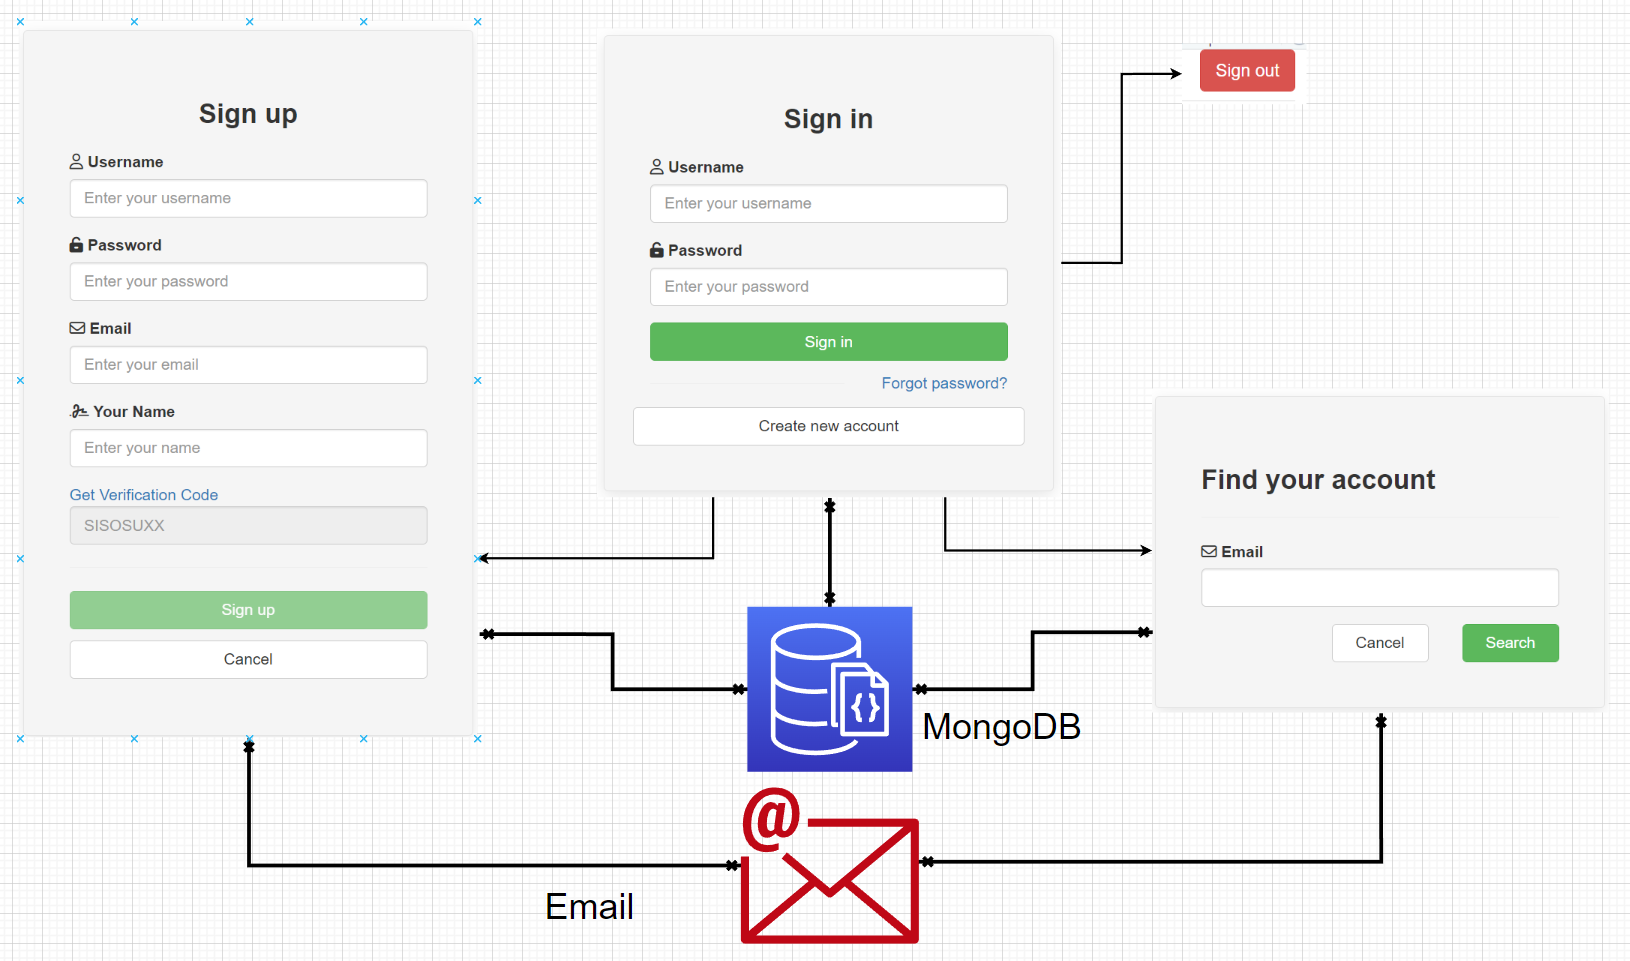 Sign up
Username
Enter your username
Password
Enter your password
Email
Enter your email
Your Name
Enter your name
Get Verification Code
SISOSUXX
Sign up
Cancel
Sign in
Username
Enter your username
Password
Enter your password
Sign in
Forgot password?
Create new account
Sign out
Find your account
Email
Cancel
Search
MongoDB
@
Email